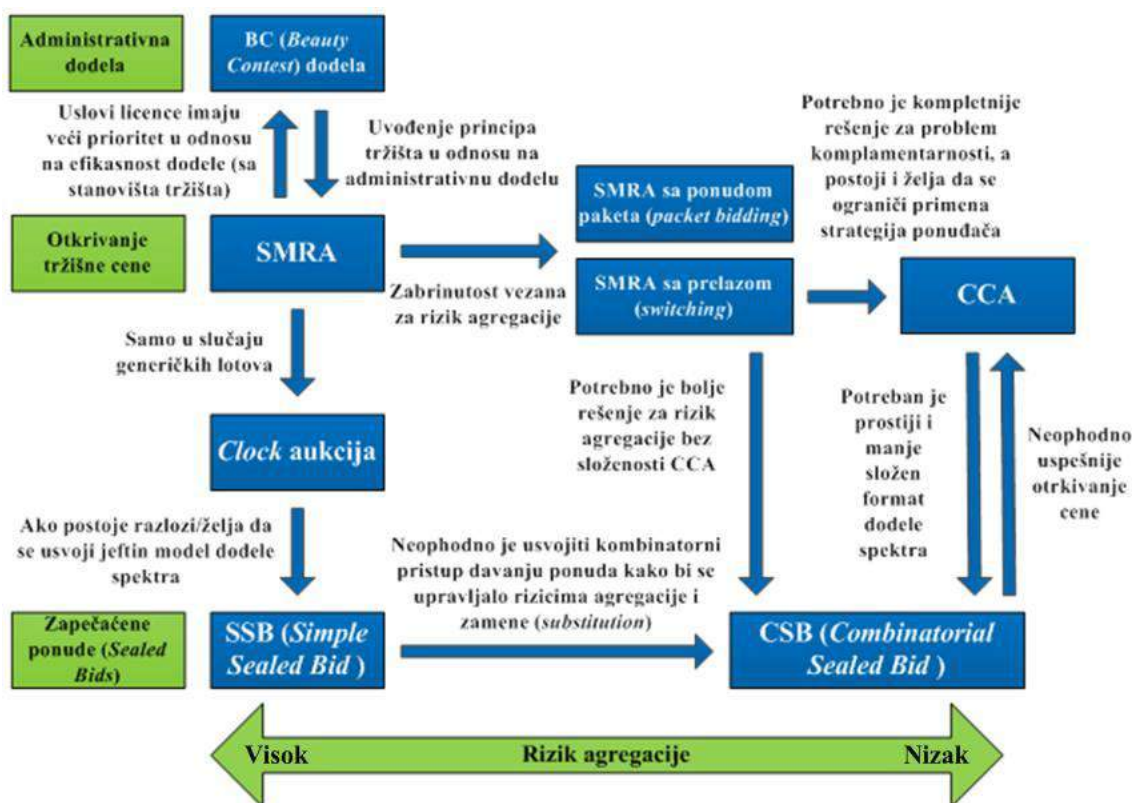 Administrativna
dodela
BC (Beauty
Contest) dodela
Uslovi licence imaju
veći prioritet u odnosu
na efikasnost dodele (sa
stanovišta tržišta)
Uvođenje principa
tržišta u odnosu na
administrativnu dodelu
Potrebno je kompletnije
rešenje za problem
komplamentarnosti, a
postoji i želja da se
ograniči primena
strategija ponuđača
Otkrivanje
tržišne cene
SMRA
SMRA sa ponudom
paketa (packet bidding)
SMRA sa prelazom
(switching)
CCA
Zabrinutost vezana
za rizik agregacije
Samo u slučaju
generičkih lotova
Potrebno je bolje
rešenje za rizik
agregacije bez
složenosti CCA
Potreban je
prostiji i
manje
složen
format
dodele
spektra
Neophodno
uspešnije
otrkivanje
cene
Clock aukcija
Ako postoje razlozi/želja da
se usvoji jeftin model dodele
spektra
Neophodno je usvojiti kombinatorni
pristup davanju ponuda kako bi se
upravljalo rizicima agregacije i
zamene (substitution)
Zapečaćene
ponude (Sealed
Bids)
SSB (Simple
Sealed Bid )
CSB (Combinatorial
Sealed Bid )
Visok Rizik agregacije Nizak